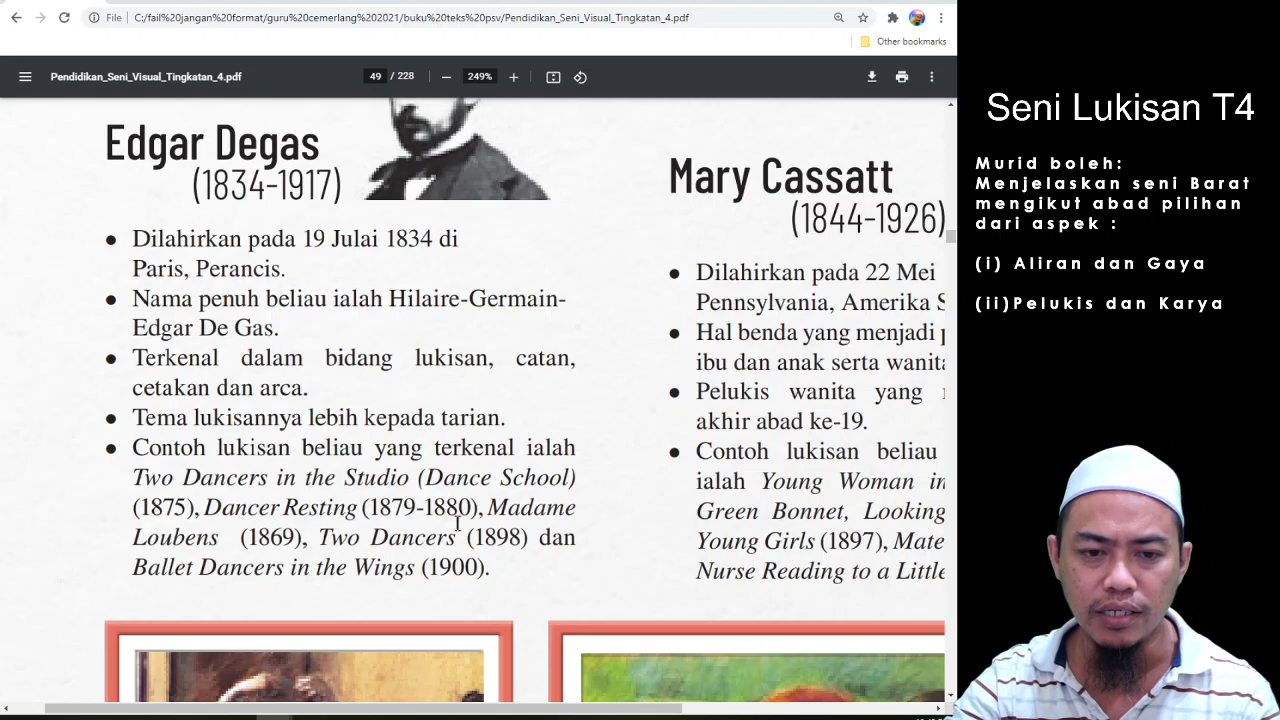 File
C:/fail%20jangan%20format/guru%20cemerlang%202021/buku%20teks%20psv/Pendidikan_Seni_Visual_Tingkatan_4.pdf
Other bookmarks
Pendidikan_Seni_Visual_Tingkatan_4.pdf
49 / 228
249%
Edgar Degas
(1834-1917)
• Dilahirkan pada 19 Julai 1834 di
Paris, Perancis.
• Nama penuh beliau ialah Hilaire-Germain-
Edgar De Gas.
• Terkenal dalam bidang lukisan, catan,
cetakan dan arca.
• Tema lukisannya lebih kepada tarian.
• Contoh lukisan beliau yang terkenal ialah
Two Dancers in the Studio (Dance School)
(1875), Dancer Resting (1879-1880), Madame
Loubens (1869), Two Dancers (1898) dan
Ballet Dancers in the Wings (1900).
Mary Cassatt
(1844-1926)
• Dilahirkan pada 22 Mei
Pennsylvania, Amerika S
• Hal benda yang menjadi
ibu dan anak serta wanita
• Pelukis wanita yang
akhir abad ke-19.
• Contoh lukisan beliau
ialah Young Woman in
Green Bonnet, Looking
Young Girls (1897), Mate
Nurse Reading to a Little
Seni Lukisan T4
Murid boleh:
Menjelaskan seni Barat
mengikut abad pilihan
dari aspek :
(i) Aliran dan Gaya
(ii)Pelukis dan Karya